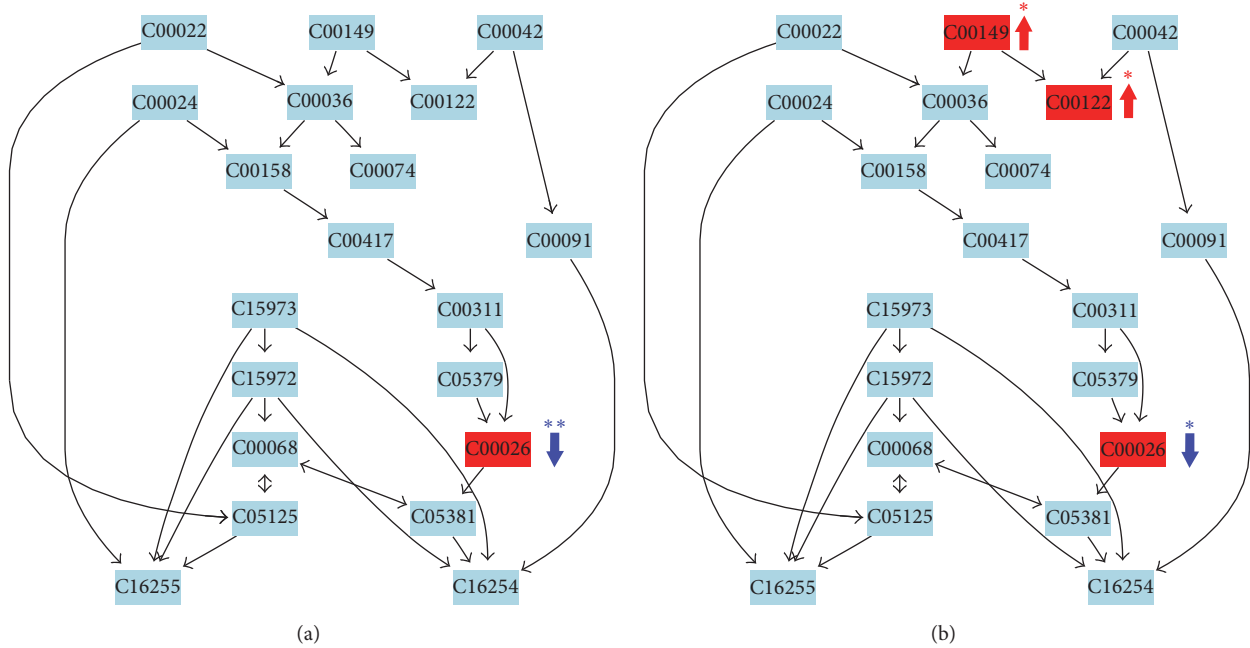 C00022 C00149 C00042
C00024 C00036 C00122
C00158 C00074
C00417 C00091
C15973 C00311
C15972 C05379
**
C00068 C00026
C05125 C05381
C16255 C16254
(a)
*
C00022 C00149 C00042
*
C00024 C00036 C00122
C00158 C00074
C00417 C00091
C15973 C00311
C15972 C05379
*
C00068 C00026
C05125 C05381
C16255 C16254
(b)